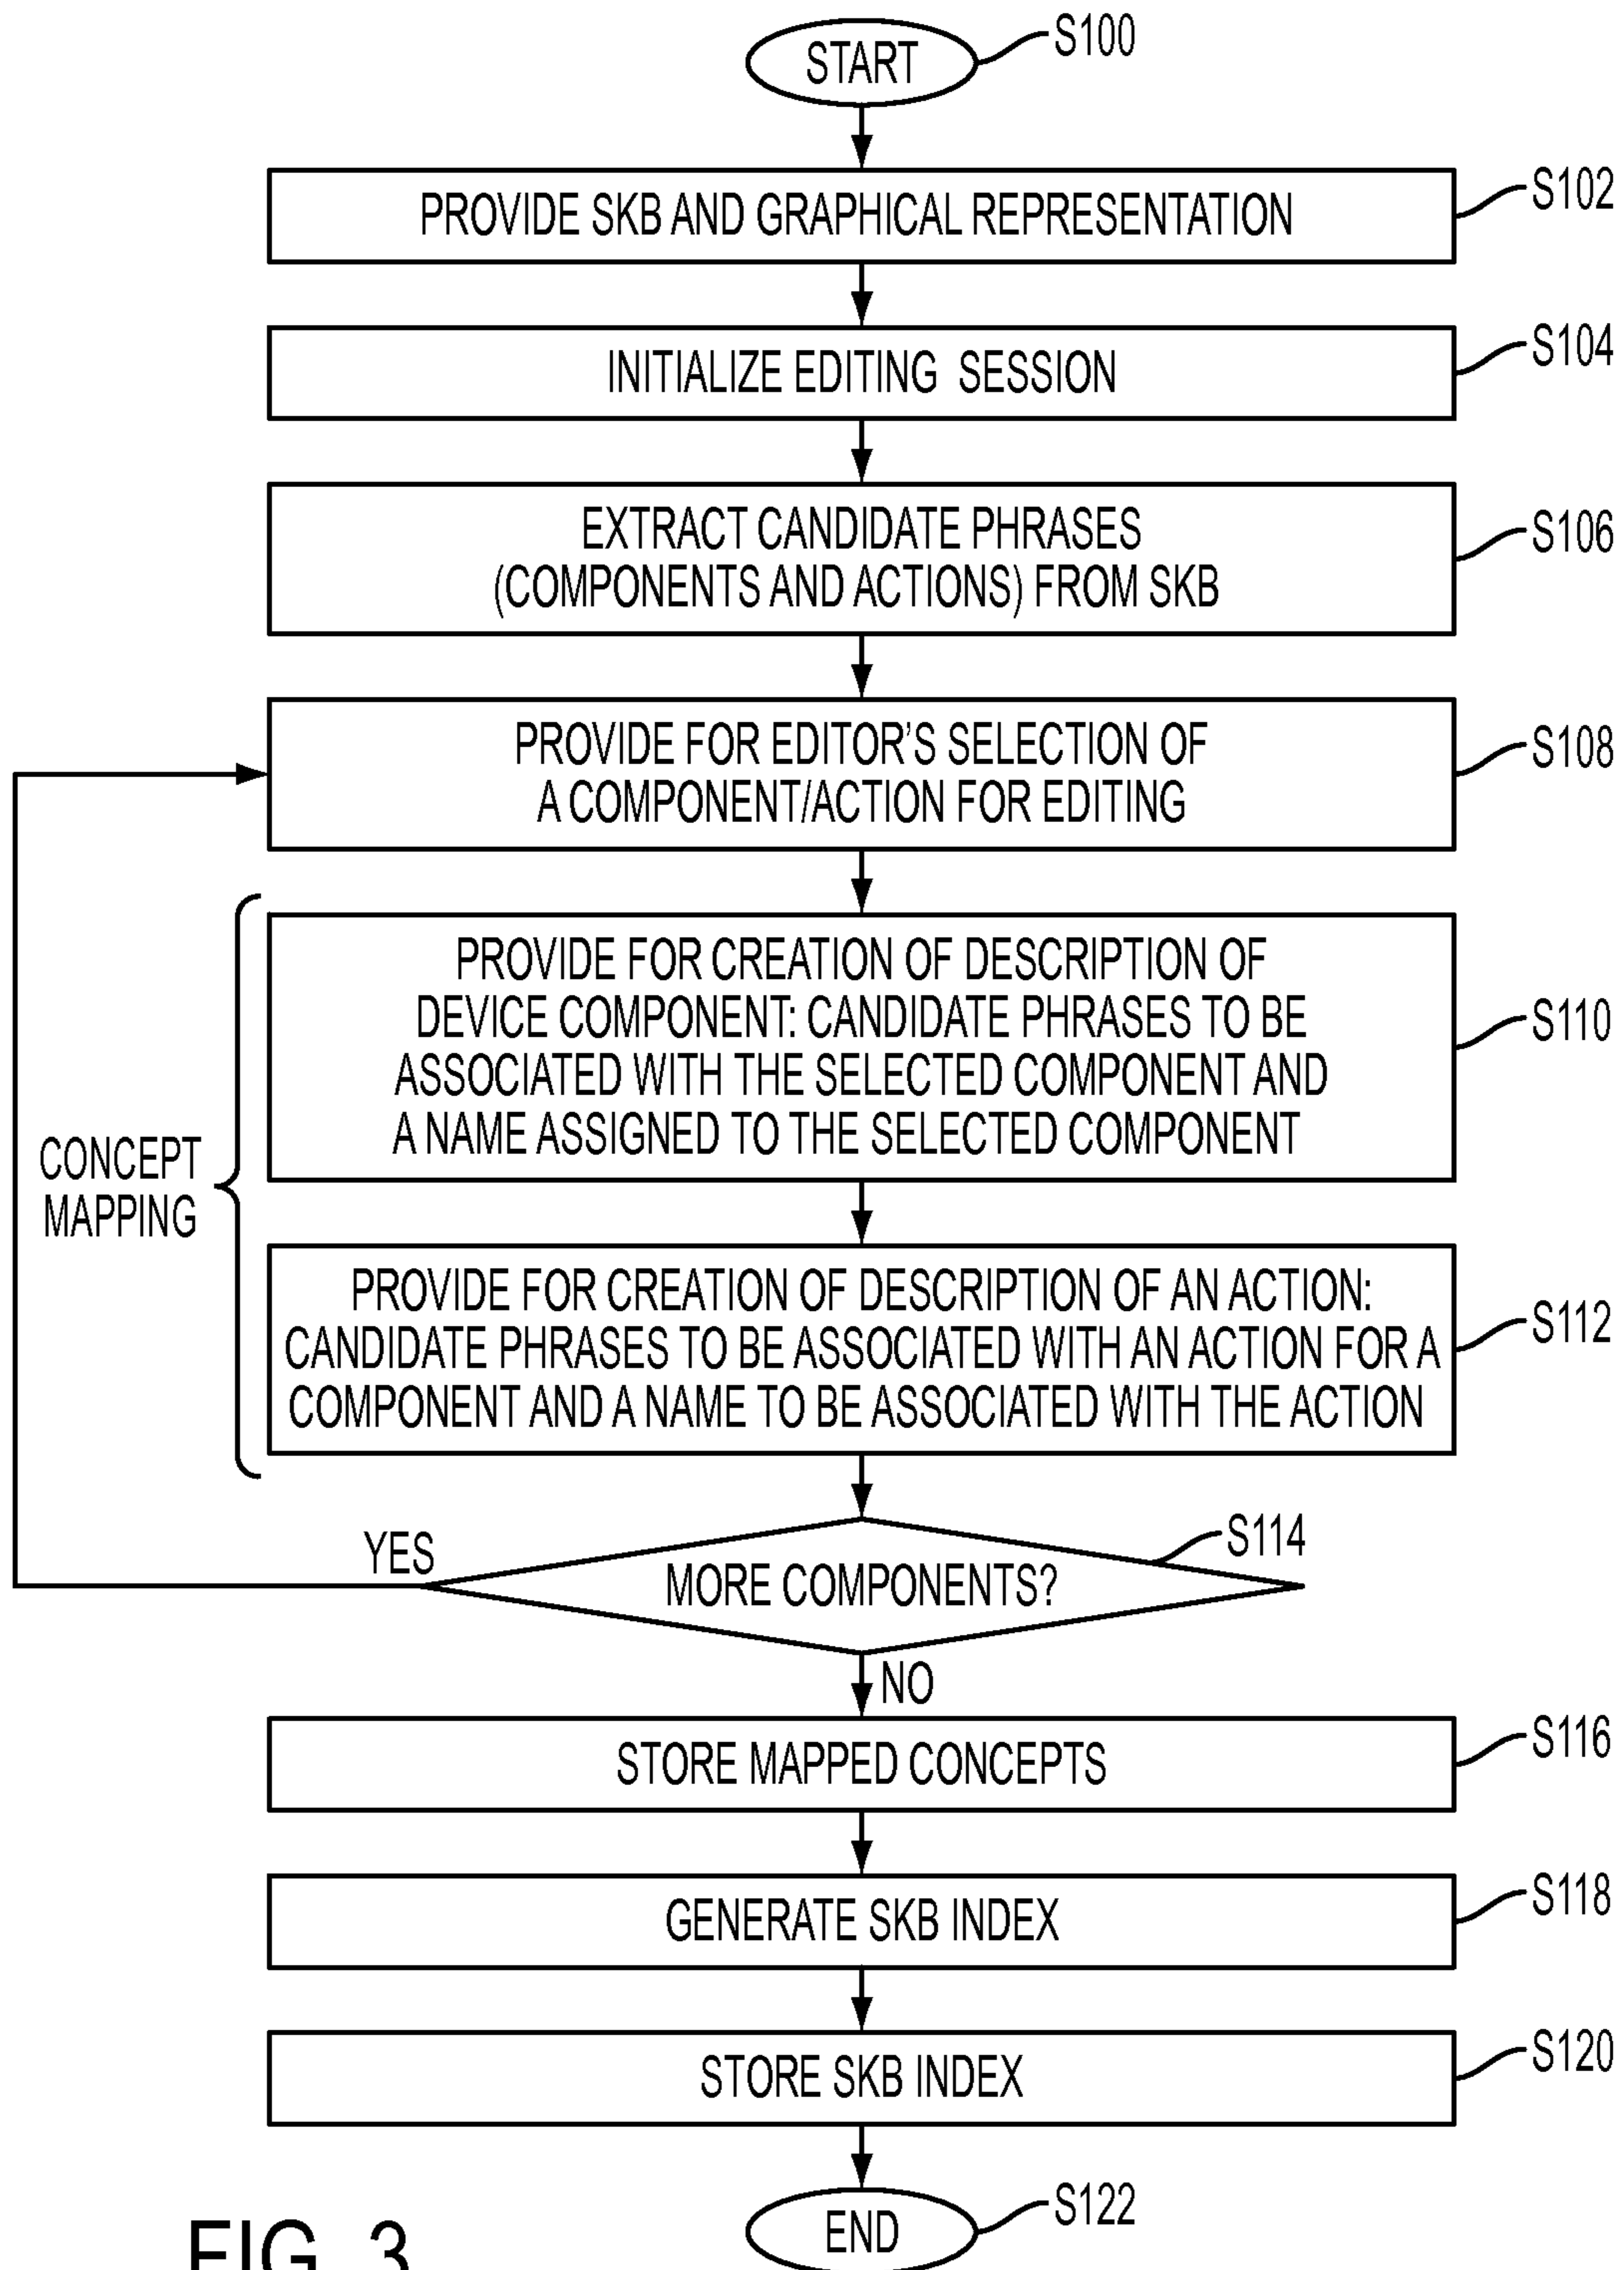 START
S100
PROVIDE SKB AND GRAPHICAL REPRESENTATION
S102
INITIALIZE EDITING SESSION
S104
EXTRACT CANDIDATE PHRASES
(COMPONENTS AND ACTIONS) FROM SKB
S106
PROVIDE FOR EDITOR'S SELECTION OF
A COMPONENT/ACTION FOR EDITING
S108
CONCEPT
MAPPING
PROVIDE FOR CREATION OF DESCRIPTION OF
DEVICE COMPONENT: CANDIDATE PHRASES TO BE
ASSOCIATED WITH THE SELECTED COMPONENT AND
A NAME ASSIGNED TO THE SELECTED COMPONENT
S110
PROVIDE FOR CREATION OF DESCRIPTION OF AN ACTION:
CANDIDATE PHRASES TO BE ASSOCIATED WITH AN ACTION FOR A
COMPONENT AND A NAME TO BE ASSOCIATED WITH THE ACTION
S112
YES
MORE COMPONENTS?
S114
NO
STORE MAPPED CONCEPTS
S116
GENERATE SKB INDEX
S118
STORE SKB INDEX
S120
END
S122
FIG. 3